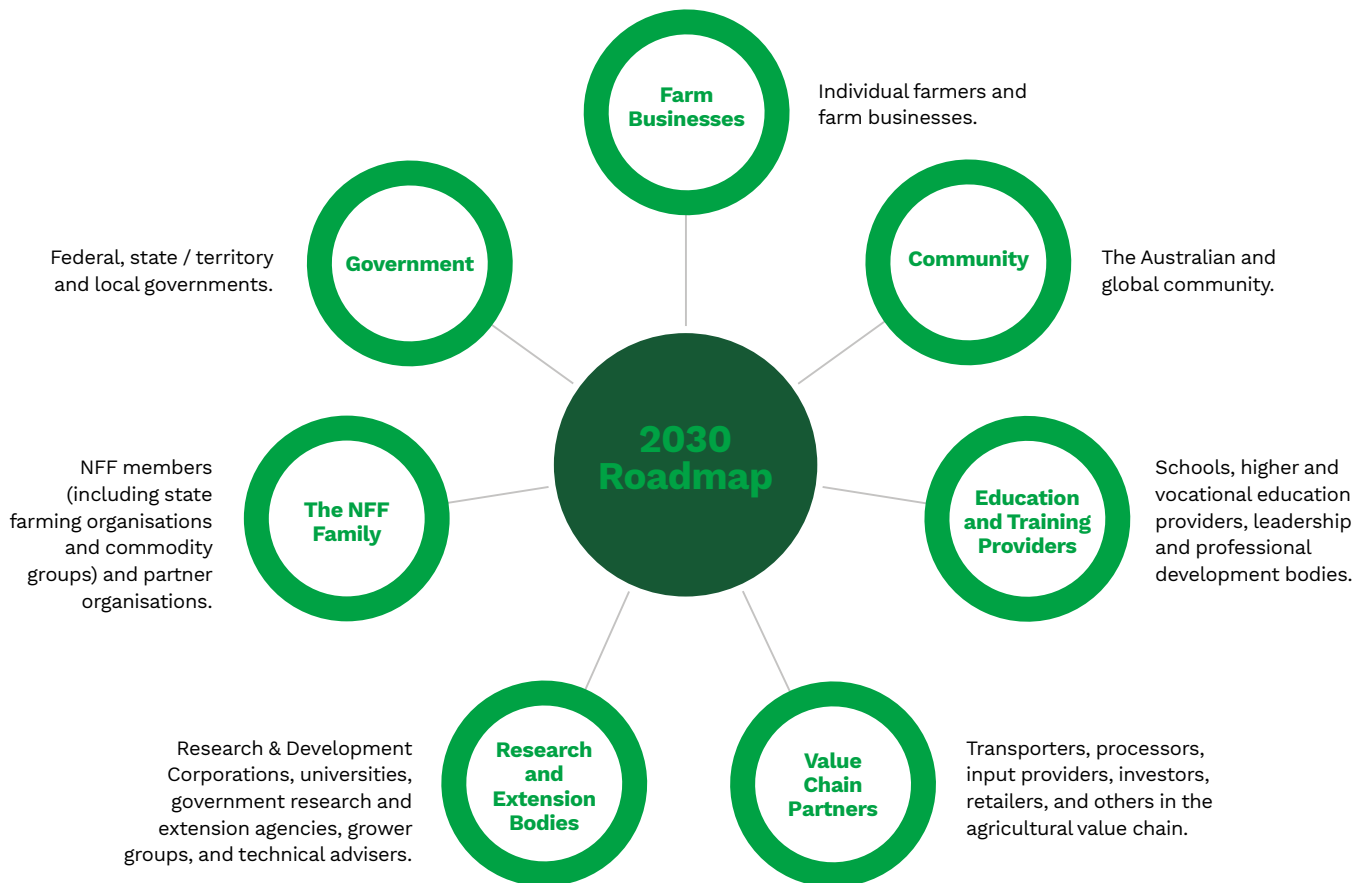 Farm
Businesses
Individual farmers and
farm businesses.
Government
Federal, state / territory
and local governments.
Community
The Australian and
global community.
2030
Roadmap
The NFF
Family
NFF members
(including state
farming organisations
and commodity
groups) and partner
organisations.
Education
and Training
Providers
Schools, higher and
vocational education
providers, leadership
and professional
development bodies.
Research
and
Extension
Bodies
Research & Development
Corporations, universities,
government research and
extension agencies, grower
groups, and technical advisers.
Value
Chain
Partners
Transporters, processors,
input providers, investors,
retailers, and others in the
agricultural value chain.